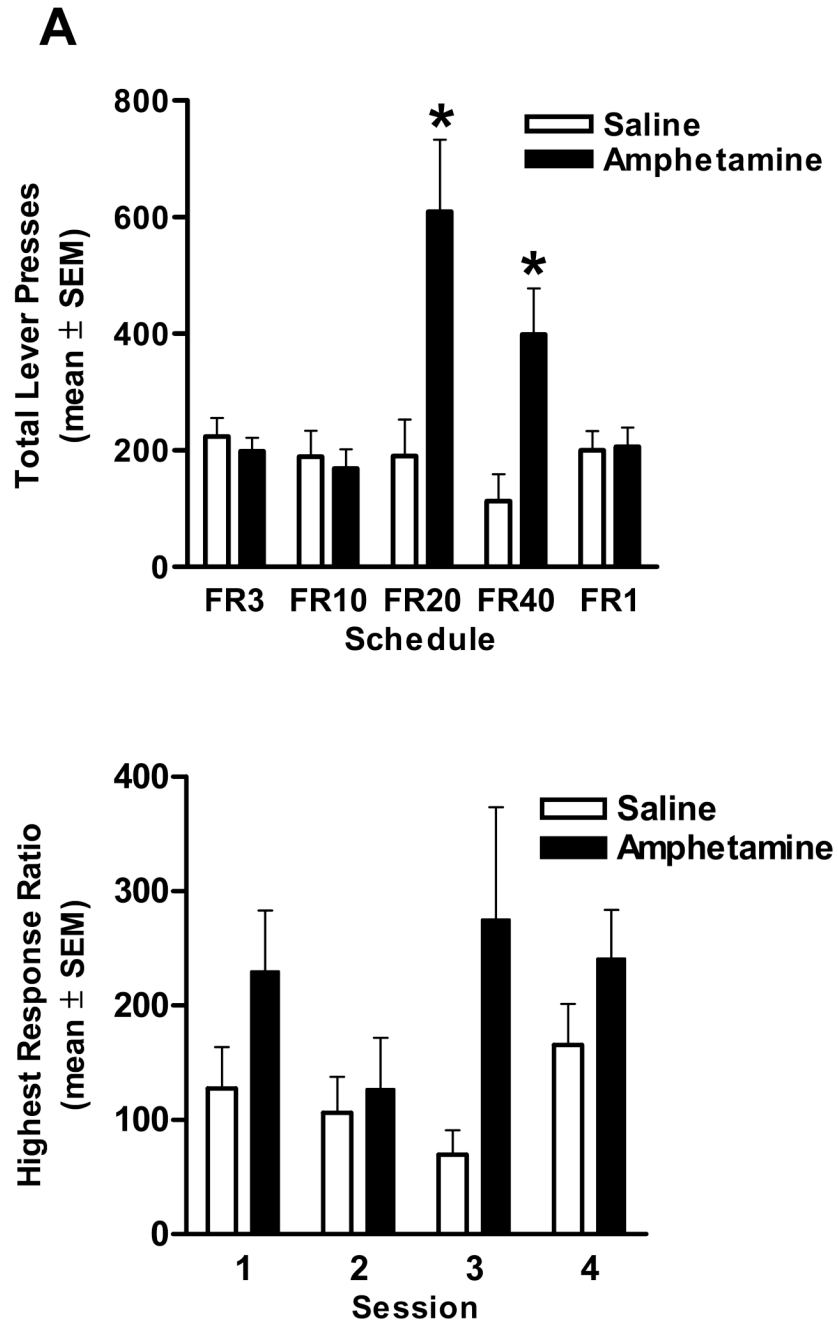 A
800
600
400
200
0
Total Lever Presses
(mean ± SEM)
* 
*
Saline
Amphetamine
FR3 FR10 FR20 FR40 FR1
Schedule
400
300
200
100
0
Highest Response Ratio
(mean ± SEM)
Saline
Amphetamine
1 2 3 4
Session